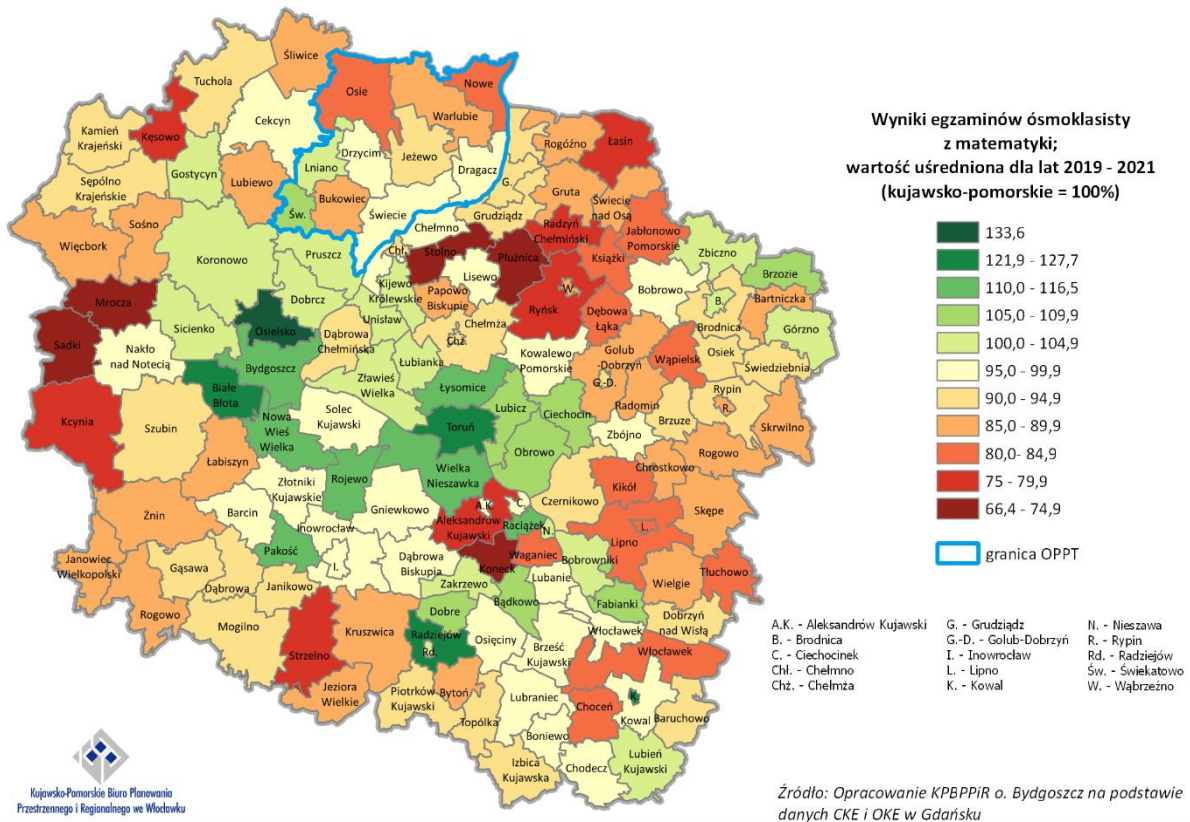 Wyniki egzaminów ósmoklasisty
z matematyki;
wartość uśredniona dla lat 2019 - 2021
(kujawsko-pomorskie = 100%)
133,6
121,9 - 127,7
110,0 - 116,5
105,0 - 109,9
100,0 - 104,9
95,0 - 99,9
90,0 - 94,9
85,0 - 89,9
80,0- 84,9
75 - 79,9
66,4 - 74,9
granica OPPT
A.K. - Aleksandrów Kujawski
B. - Brodnica
C. - Ciechocinek
Chł. - Chełmno
Chż. - Chełmża
G. - Grudziądz
G.-D. - Golub-Dobrzyń
I. - Inowrocław
L. - Lipno
K. - Kowal
N. - Nieszawa
R. - Rypin
Rd. - Radziejów
Św. - Świekatowo
W. - Wąbrzeźno
Śliwice
Tuchola
Osie
Nowe
Warlubie
Cekcyn
Kęsowo
Kamień
Krajeński
Drzycim
Jeżewo
Rogóźno
Łasin
Lniano
Dragacz
Gostycyn
Lubiewo
Sępólno
Krajeńskie
Bukowiec
Św.
G.
Gruta
Świecie
nad Osą
Sośno
Świecie
Grudziądz
Więcbork
Chełmno
Radzyń
Chełmiński
Jabłonowo
Pomorskie
Koronowo
Pruszcz
Chł.
Stolno
Płużnica
Książki
Zbiczno
Brzozie
Lisewo
Bobrowo
Bartniczka
Mrocza
Dobrcz
Kijewo
Królewskie
Papowo
Biskupie
W.
Ryńsk
B.
Sicienko
Osielsko
Unisław
Chełmża
Dębowa
Łąka
Brodnica
Górzno
Sadki
Nakło
nad Notecią
Dąbrowa
Chełmińska
Chż.
Kowalewo
Pomorskie
Golub
-Dobrzyń
Wąpielsk
Osiek
Świedziebnia
Bydgoszcz
Łubianka
G.-D.
Białe
Błota
Zławieś
Wielka
Łysomice
Rypin
R.
Kcynia
Lubicz
Ciechocin
Radomin
Brzuze
Skrwilno
Szubin
Nowa
Wieś
Wielka
Solec
Kujawski
Toruń
Zbójno
Rogowo
Łabiszyn
Obrowo
Wielka
Nieszawka
Chrostkowo
Rojewo
Kikół
Złotniki
Kujawskie
Gniewkowo
Czernikowo
Skępe
Żnin
Barcin
A.K.
C.
Aleksandrów
Kujawski
Raciążek
N.
Lipno
L.
Inowrocław
I.
Pakość
Dąbrowa
Biskupia
Waganiec
Bobrowniki
Tłuchowo
Janowiec
Wielkopolski
Gąsawa
Dąbrowa
Janikowo
Koneck
Lubanie
Wielgie
Zakrzewo
Bądkowo
Fabianki
Rogowo
Mogilno
Strzelno
Kruszwica
Dobre
Radziejów
Rd.
Osięciny
Brześć
Kujawski
Włocławek
Dobrzyń
nad Wisłą
Włocławek
Jeziora
Wielkie
Piotrków
Kujawski
Bytoń
Lubraniec
Choceń
K.
Kowal
Baruchowo
Topólka
Boniewo
Izbica
Kujawska
Chodecz
Lubień
Kujawski
Kujawsko-Pomorskie Biuro Planowania
Przestrzennego i Regionalnego we Włocławku
Źródło: Opracowanie KPBPPiR o. Bydgoszcz na podstawie
danych CKE i OKE w Gdańsku